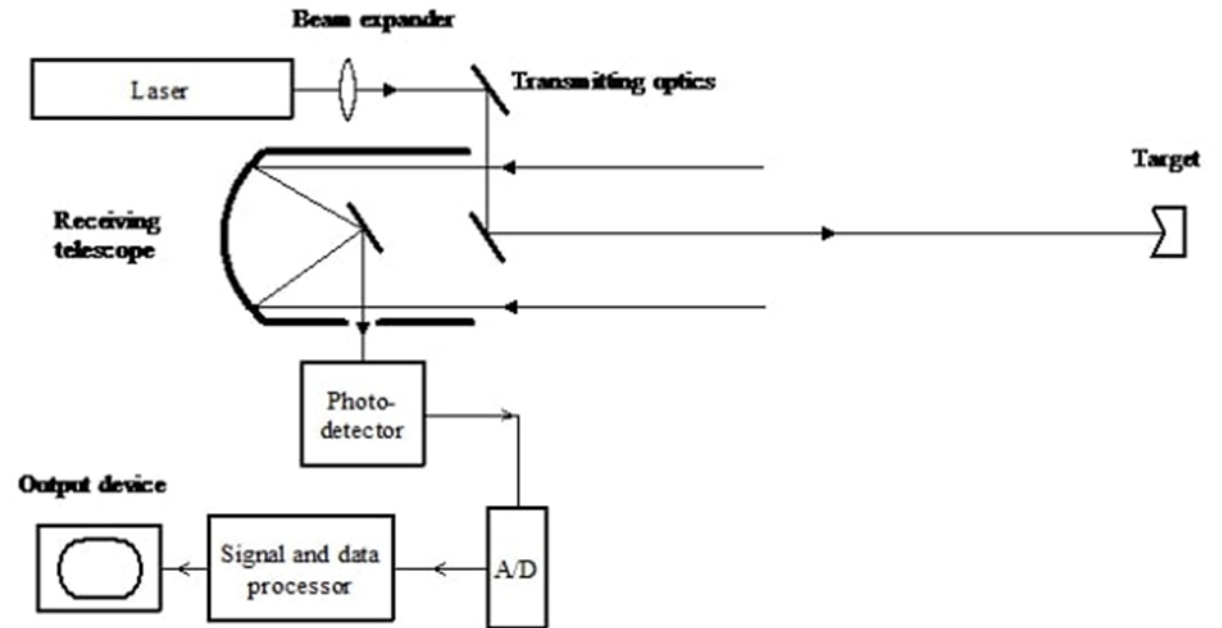 Beam expander
Laser
Transmitting optics
Target
Receiving
telescope
Photo-
detector
Output device
Signal and data
processor
A/D